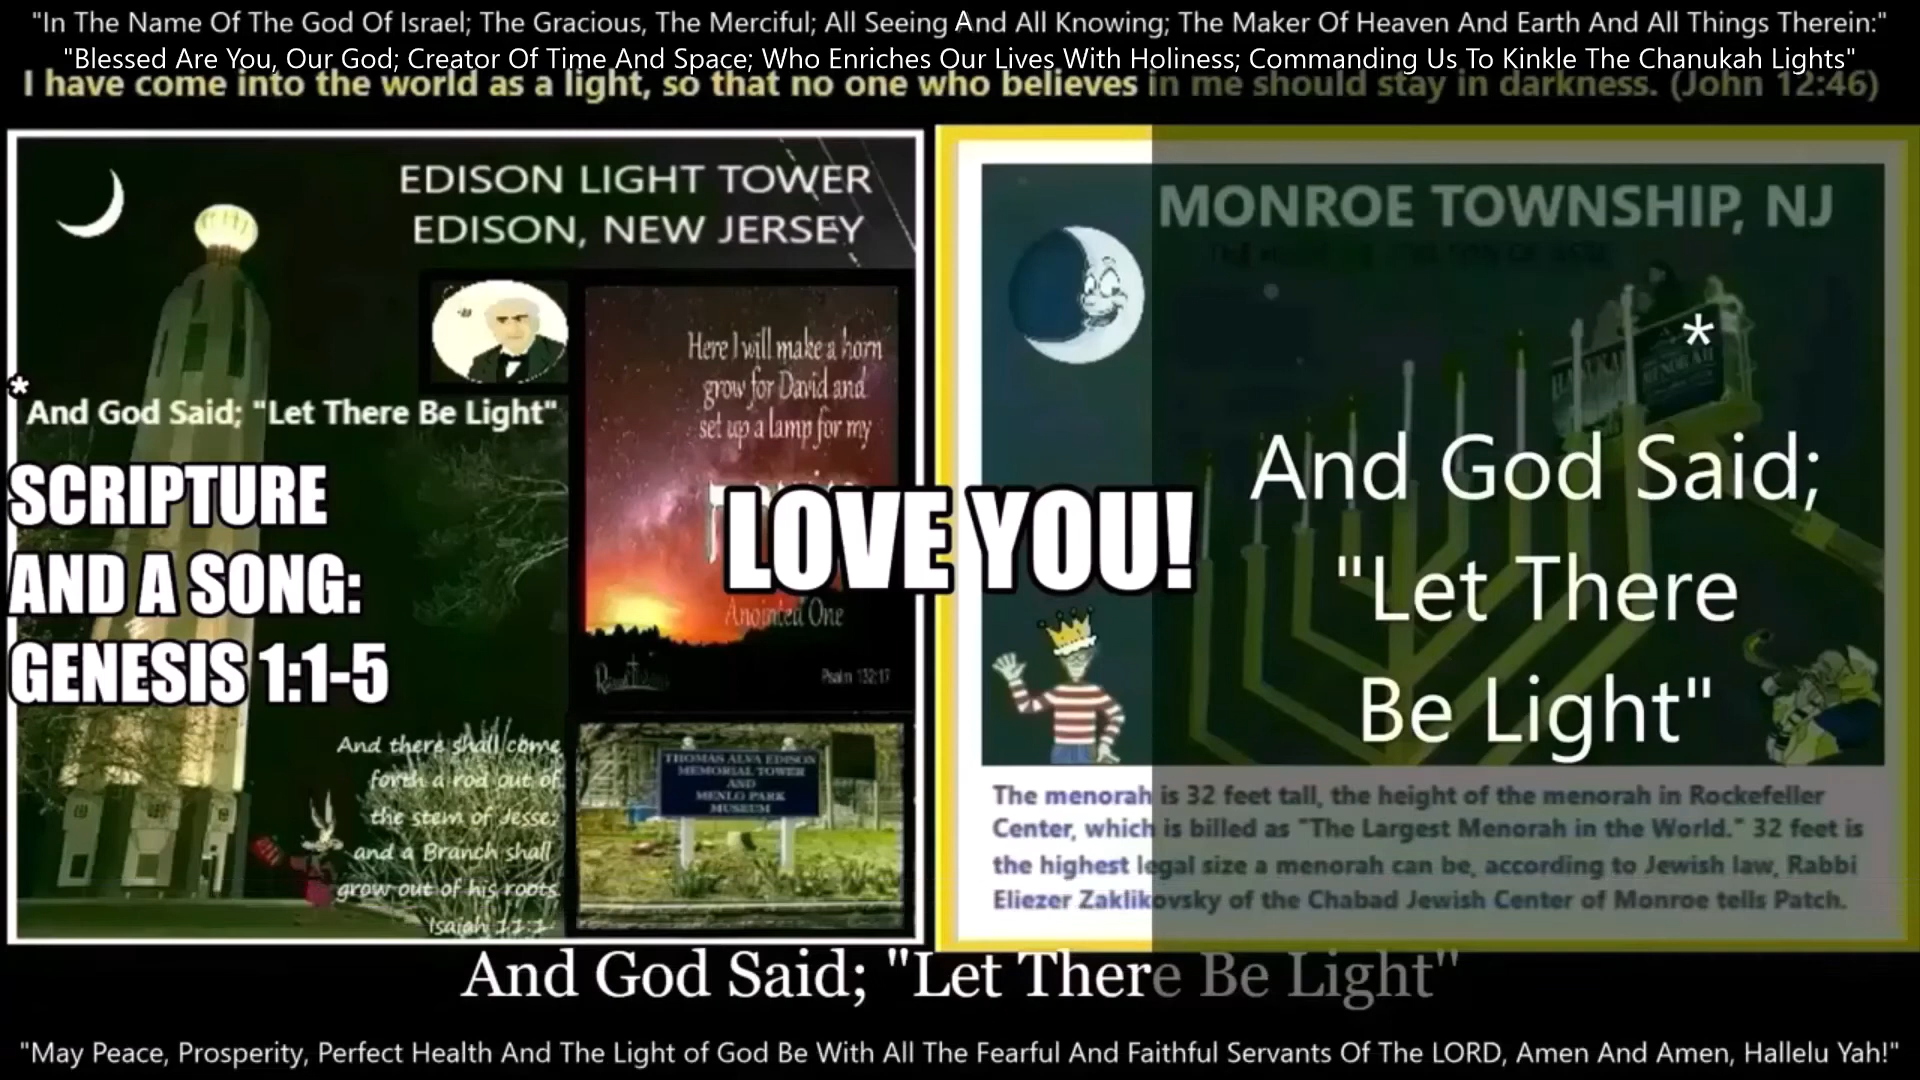 "In The Name Of The God Of Israel; The Gracious, The Merciful; All Seeing And All Knowing; The Maker Of Heaven And Earth And All Things Therein:"
"Blessed Are You, Our God; Creator Of Time And Space; Who Enriches Our Lives With Holiness; Commanding Us To Kinkle The Chanukah Lights"
I have come into the world as a light, so that no one who believes in me should stay in darkness. (John 12:46)
EDISON LIGHT TOWER
EDISON, NEW JERSEY
Here I will make a horn
grow for David and
set up a lamp for my
Anointed One
Psalm 132:17
*
And God Said; "Let There Be Light"
SCRIPTURE
AND A SONG:
GENESIS 1:1-5
LOVE YOU!
And there shall come
forth a rod out of
the stem of Jesse,
and a Branch shall
grow out of his roots
Isaiah 11:1
THOMAS ALVA EDISON
MEMORIAL TOWER
AND
MENLO PARK
MUSEUM
MONROE TOWNSHIP, NJ
*
MENORAH
And God Said;
"Let There
Be Light"
The menorah is 32 feet tall, the height of the menorah in Rockefeller
Center, which is billed as "The Largest Menorah in the World." 32 feet is
the highest legal size a menorah can be, according to Jewish law, Rabbi
Eliezer Zaklikovsky of the Chabad Jewish Center of Monroe tells Patch.
And God Said; "Let There Be Light"
"May Peace, Prosperity, Perfect Health And The Light of God Be With All The Fearful And Faithful Servants Of The LORD, Amen And Amen, Hallelu Yah!"